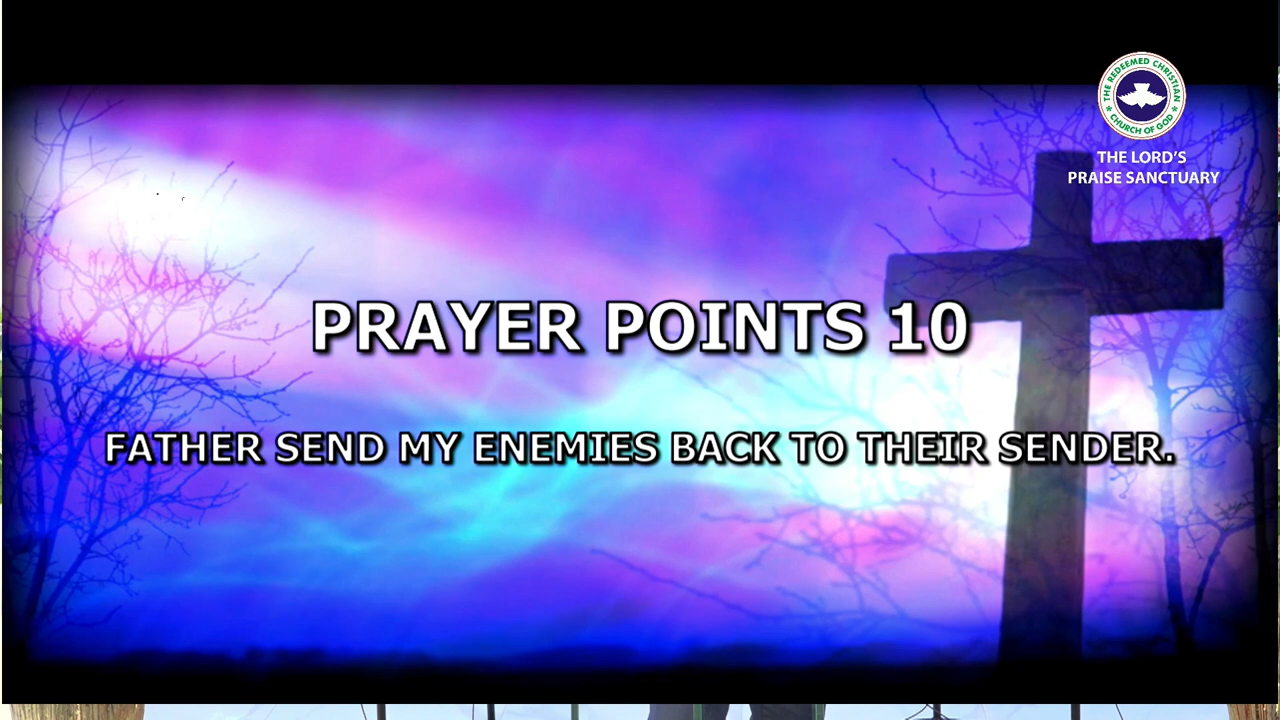 THE REDEEMED CHRISTIAN
CHURCH OF GOD
THE LORD'S
PRAISE SANCTUARY
PRAYER POINTS 10
FATHER SEND MY ENEMIES BACK TO THEIR SENDER.